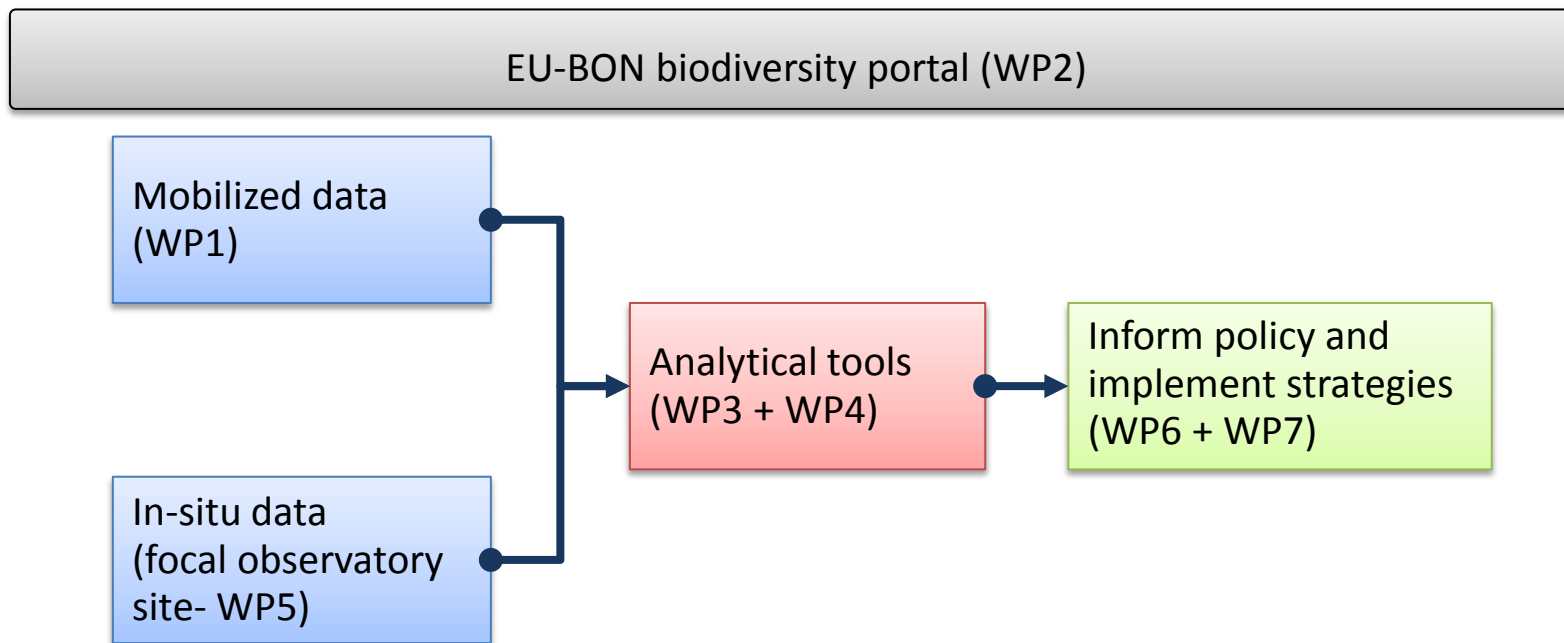 EU-BON biodiversity portal (WP2)
Mobilized data
(WP1)
Analytical tools
(WP3 + WP4)
Inform policy and
implement strategies
(WP6 + WP7)
In-situ data
(focal observatory
site- WP5)